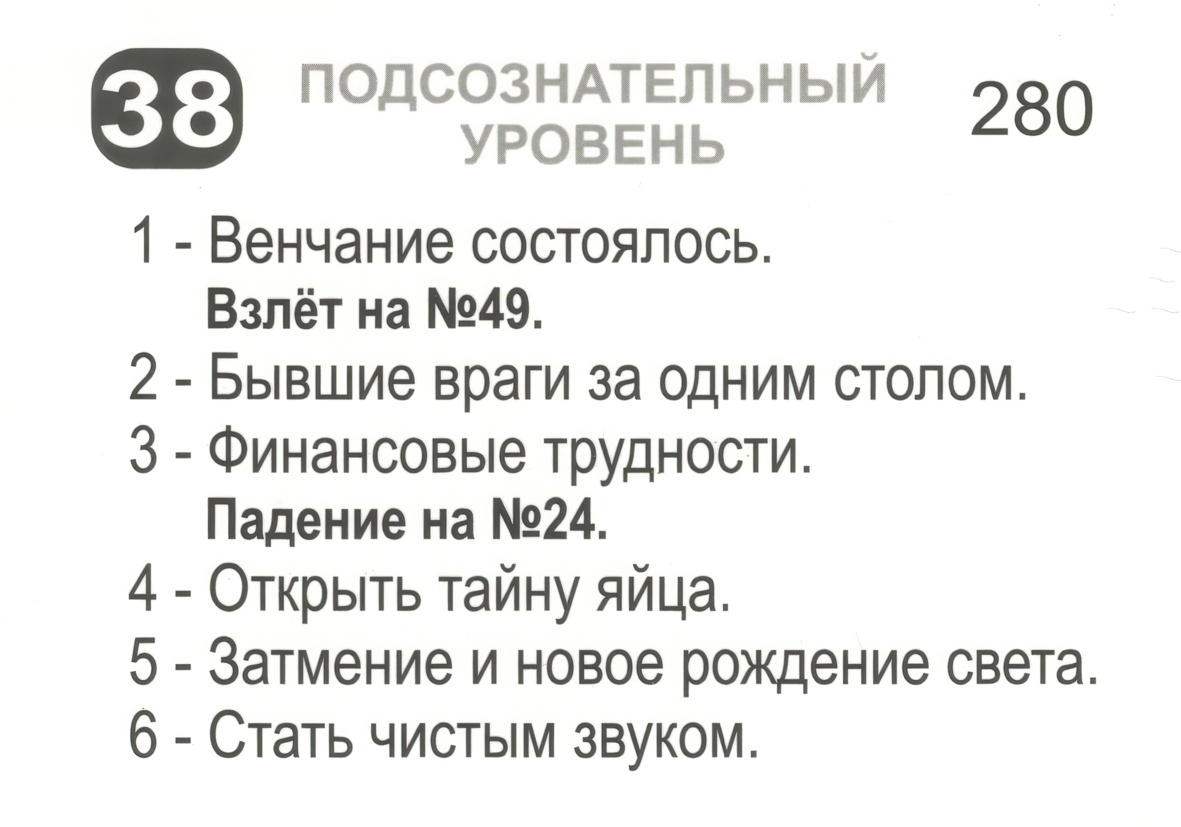 38
ПОДСОЗНАТЕЛЬНЫЙ
УРОВЕНЬ
280
1 - Венчание состоялось.
Взлёт на №49.
2 - Бывшие враги за одним столом.
3 - Финансовые трудности.
Падение на №24.
4 - Открыть тайну яйца.
5 - Затмение и новое рождение света.
6 - Стать чистым звуком.